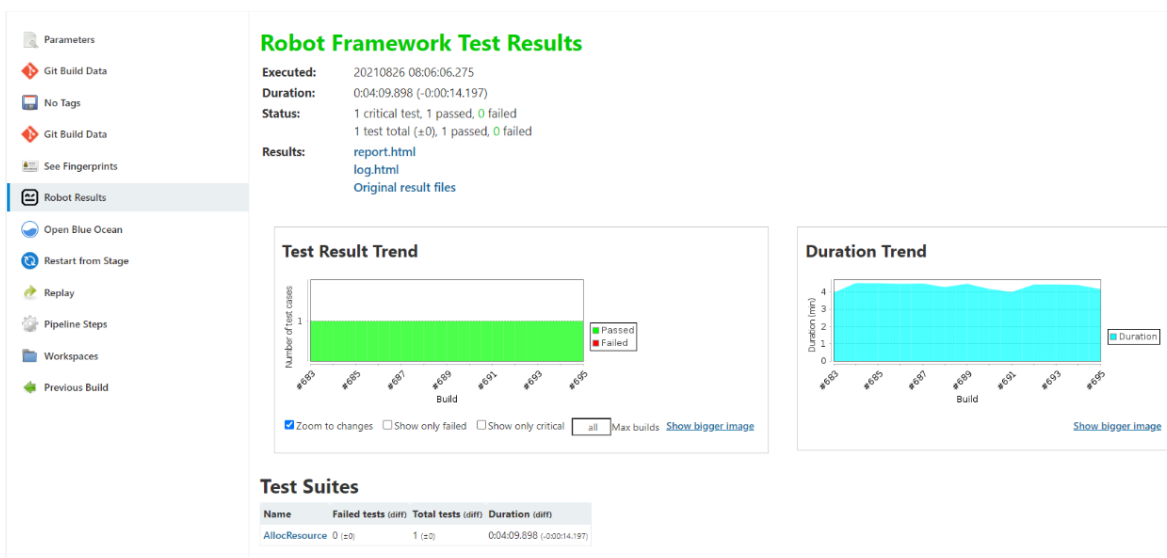 Parameters
Git Build Data
No Tags
Git Build Data
See Fingerprints
Robot Results
Open Blue Ocean
Restart from Stage
Replay
Pipeline Steps
Workspaces
Previous Build
Robot Framework Test Results
Executed: 20210826 08:06:06.275
Duration: 0:04:09.898 (-0:00:14.197)
Status: 1 critical test, 1 passed, 0 failed
1 test total (±0), 1 passed, 0 failed
Results: report.html
log.html
Original result files
Test Result Trend
Number of test cases
1
Passed
Failed
#683 #685 #687 #689 #691 #693 #695
Build
Zoom to changes Show only failed Show only critical all Max builds Show bigger image
Duration Trend
Duration (min)
4
3
2
1
0
Duration
#683 #685 #687 #689 #691 #693 #695
Build
Show bigger image
Test Suites
Name Failed tests (diff) Total tests (diff) Duration (diff)
AllocResource 0 (±0) 1 (±0) 0:04:09.898 (-0:00:14.197)